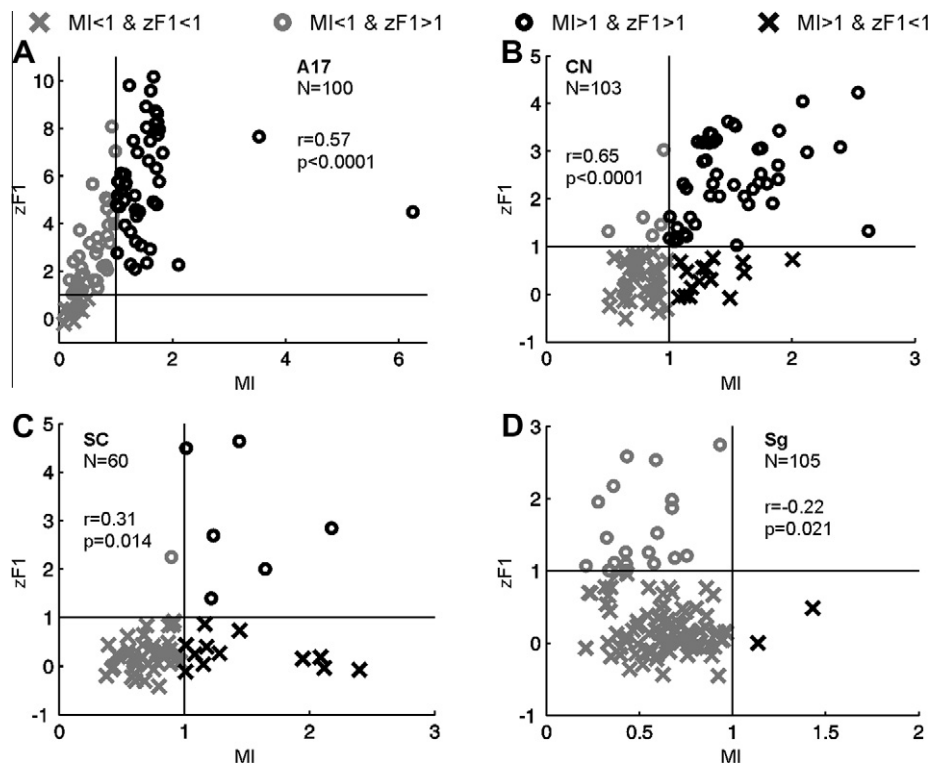 MI<1 & zF1<1 MI<1 & zF1>1 MI>1 & zF1>1 MI>1 & zF1<1
A
A17
N=100
r=0.57
p<0.0001
zF1
10
8
6
4
2
0
0 2 4 6
MI
B
CN
N=103
r=0.65
p<0.0001
zF1
5
4
3
2
1
0
-1
0 1 2 3
MI
C
SC
N=60
r=0.31
p=0.014
zF1
5
4
3
2
1
0
-1
0 1 2 3
MI
D
Sg
N=105
r=-0.22
p=0.021
zF1
3
2
1
0
-1
0 0.5 1 1.5 2
MI